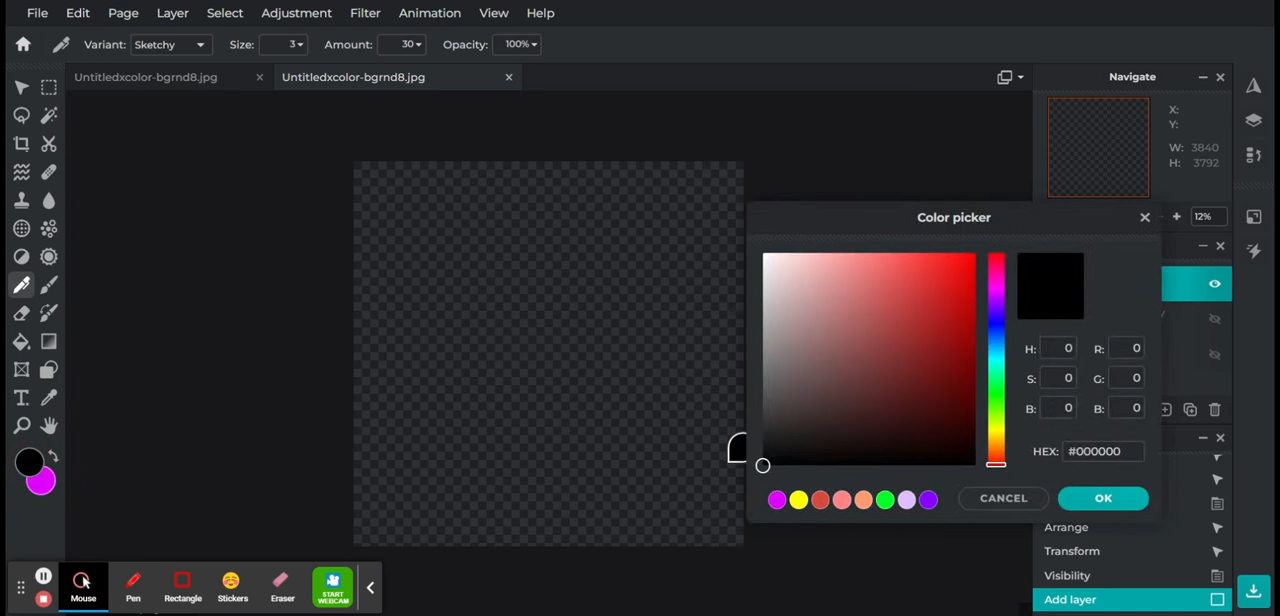 File Edit Page Layer Select Adjustment Filter Animation View Help
Variant: Sketchy Size: 3 Amount: 30 Opacity: 100%
Untitledxcolor-bgrnd8.jpg Untitledxcolor-bgrnd8.jpg Navigate
X:
Y:
W: 3840
H: 3792
12%
Color picker
H: 0 R: 0
S: 0 G: 0
B: 0 B: 0
HEX: #000000
CANCEL OK
Arrange
Transform
Visibility
Add layer
Mouse Pen Rectangle Stickers Eraser START
WEBCAM